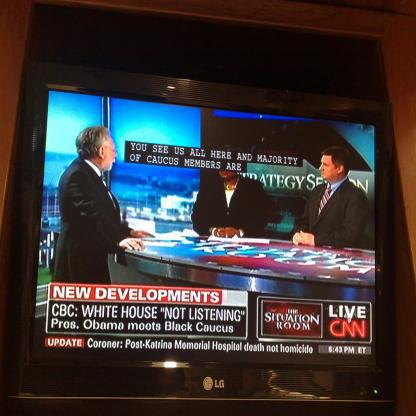 YOU SEE US ALL HERE AND MAJORITY
OF CAUCUS MEMBERS ARE
STRATEGY SESSION
NEW DEVELOPMENTS
CBC: WHITE HOUSE "NOT LISTENING"
Pros. Obama moots Black Caucus
THE
SITUATION
ROOM
LIVE
CNN
UPDATE Coroner: Post-Katrina Memorial Hospital death not homicide 5:43 PM ET
LG